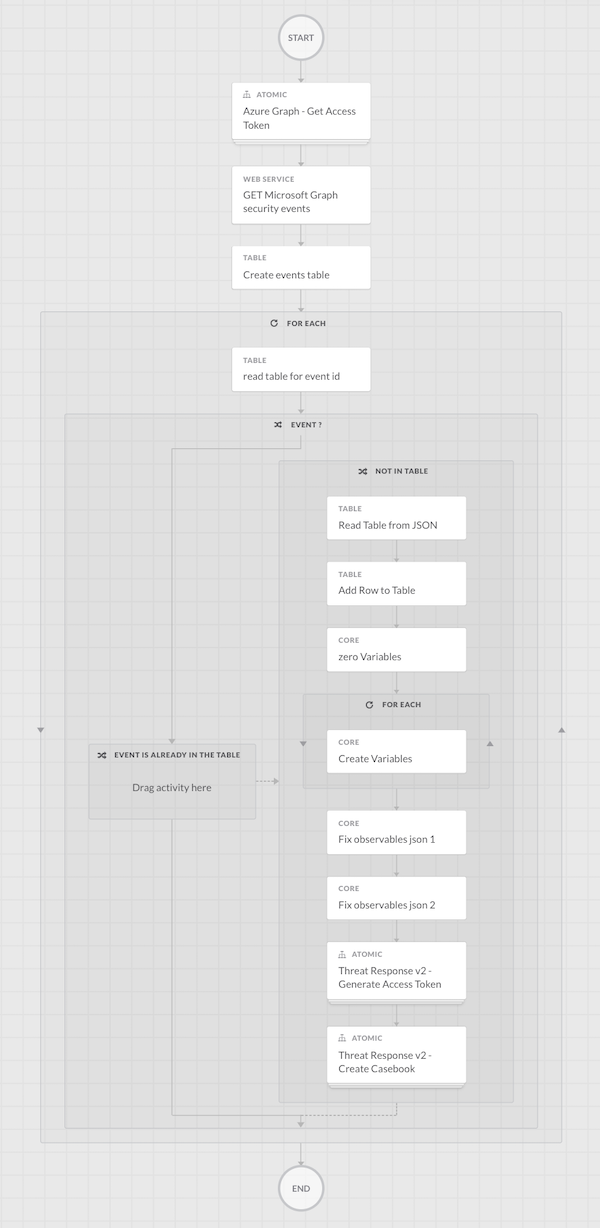 START
ATOMIC
Azure Graph - Get Access
Token
WEB SERVICE
GET Microsoft Graph
security events
TABLE
Create events table
FOR EACH
TABLE
read table for event id
EVENT ?
NOT IN TABLE
TABLE
Read Table from JSON
TABLE
Add Row to Table
CORE
zero Variables
FOR EACH
CORE
Create Variables
EVENT IS ALREADY IN THE TABLE
Drag activity here
CORE
Fix observables json 1
CORE
Fix observables json 2
ATOMIC
Threat Response v2 -
Generate Access Token
ATOMIC
Threat Response v2 -
Create Casebook
END